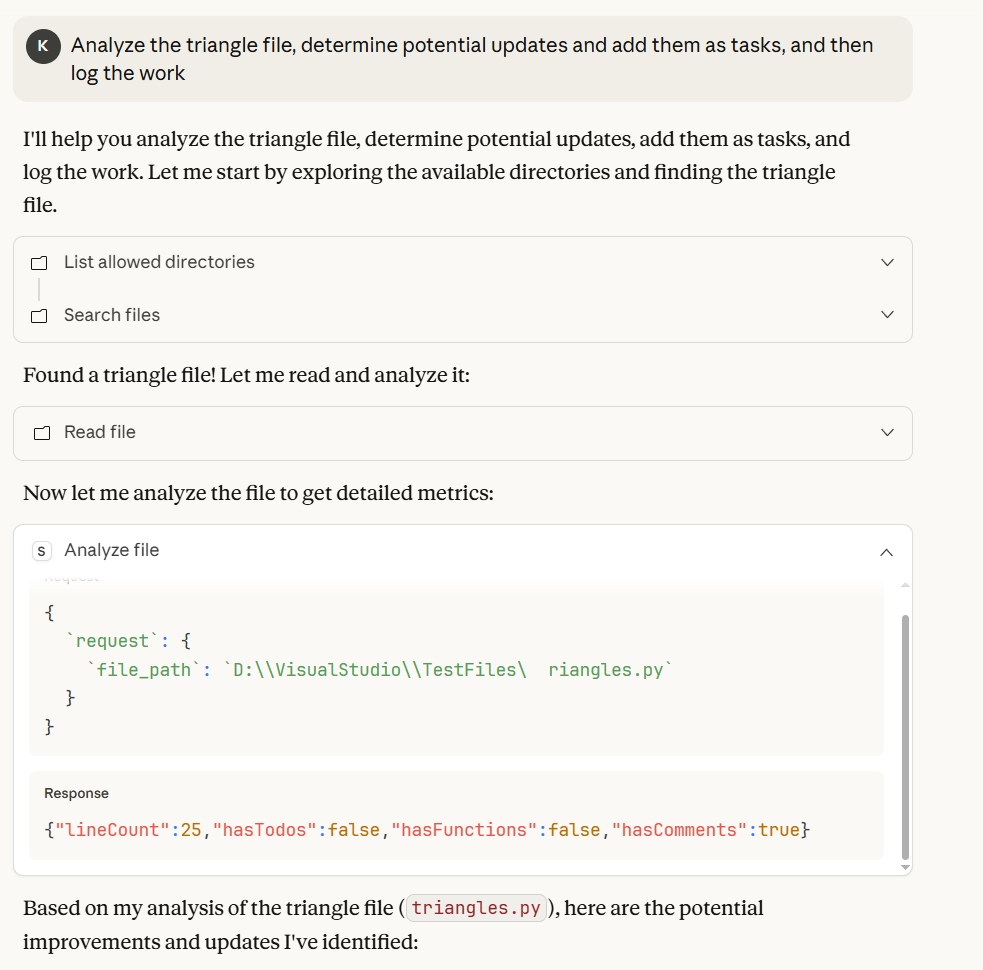 K
Analyze the triangle file, determine potential updates and add them as tasks, and then
log the work
I'll help you analyze the triangle file, determine potential updates, add them as tasks, and
log the work. Let me start by exploring the available directories and finding the triangle
file.
List allowed directories
Search files
Found a triangle file! Let me read and analyze it:
Read file
Now let me analyze the file to get detailed metrics:
S Analyze file
Request
{
  `request`: {
    `file_path`: `D:\\VisualStudio\\TestFiles\  riangles.py`
  }
}
Response
{"lineCount":25,"hasTodos":false,"hasFunctions":false,"hasComments":true}
Based on my analysis of the triangle file (triangles.py), here are the potential
improvements and updates I've identified: